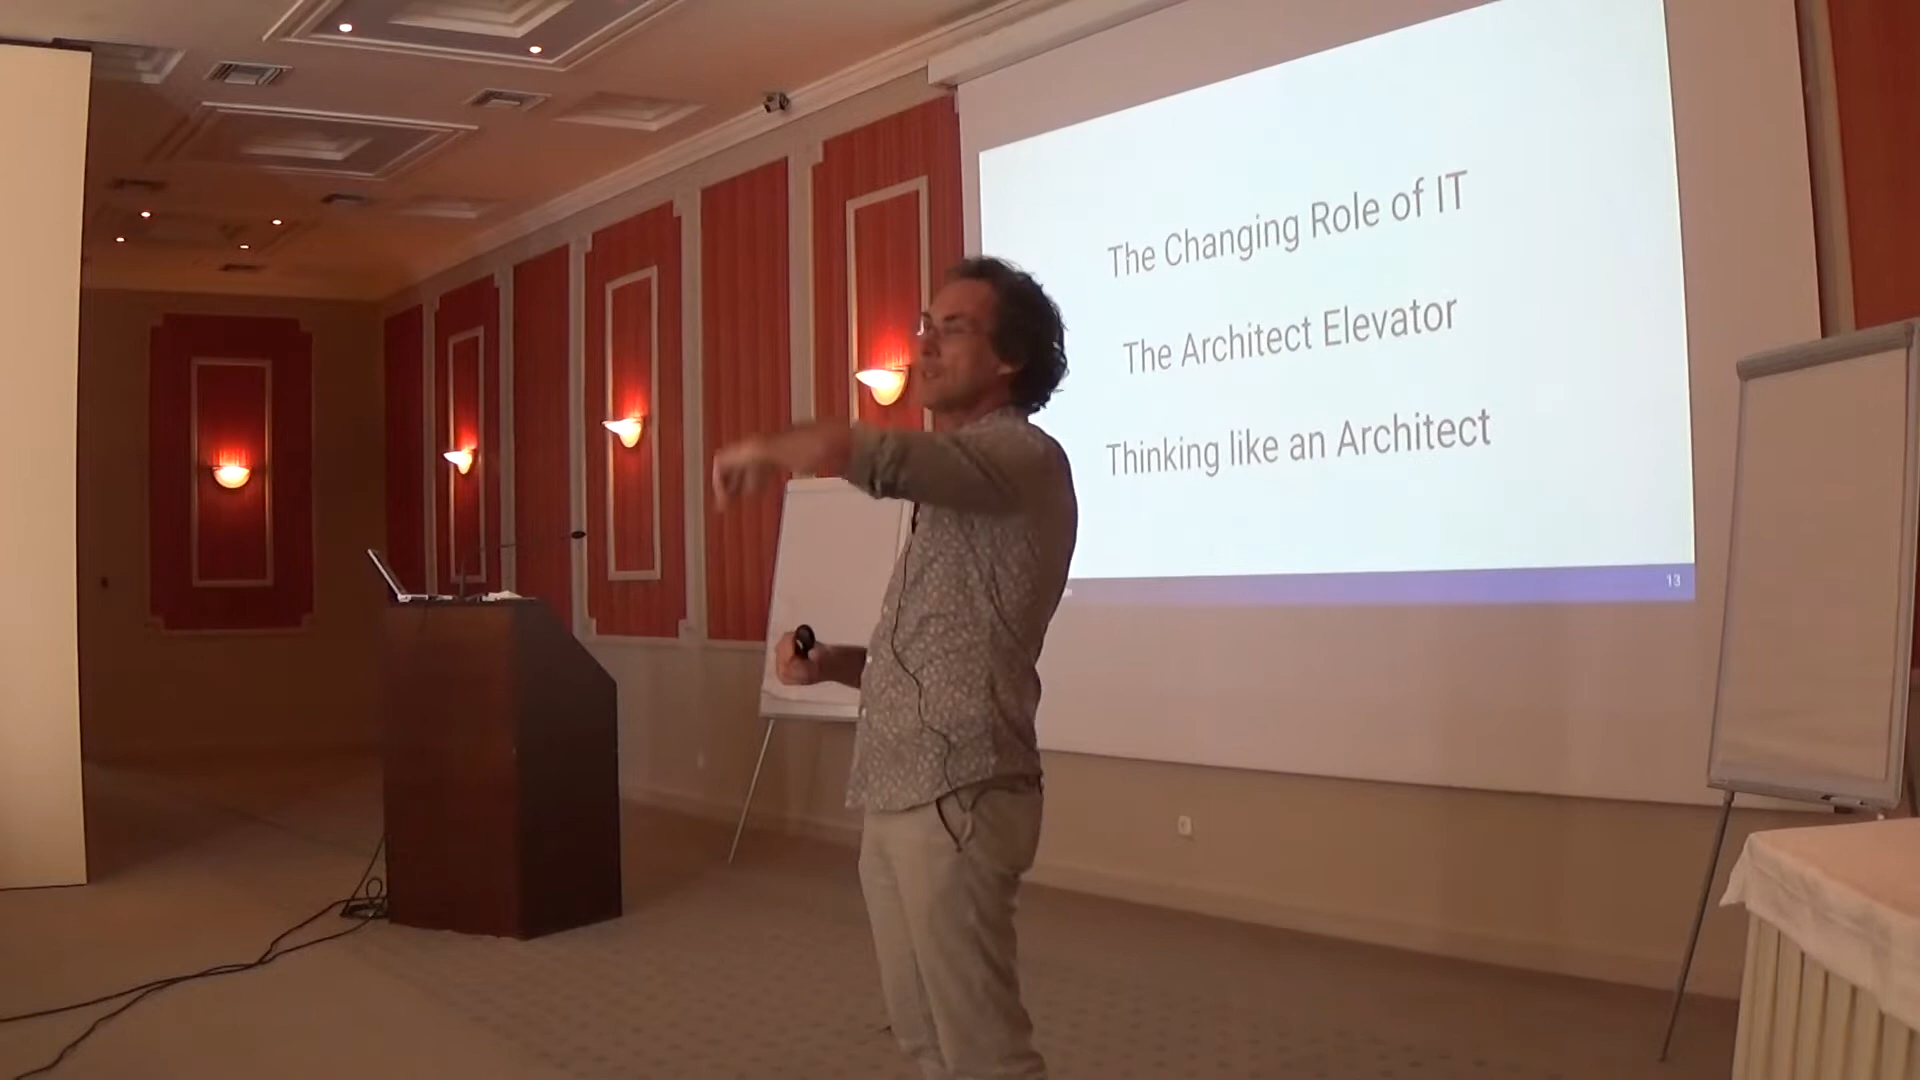 The Changing Role of IT
The Architect Elevator
Thinking like an Architect
13